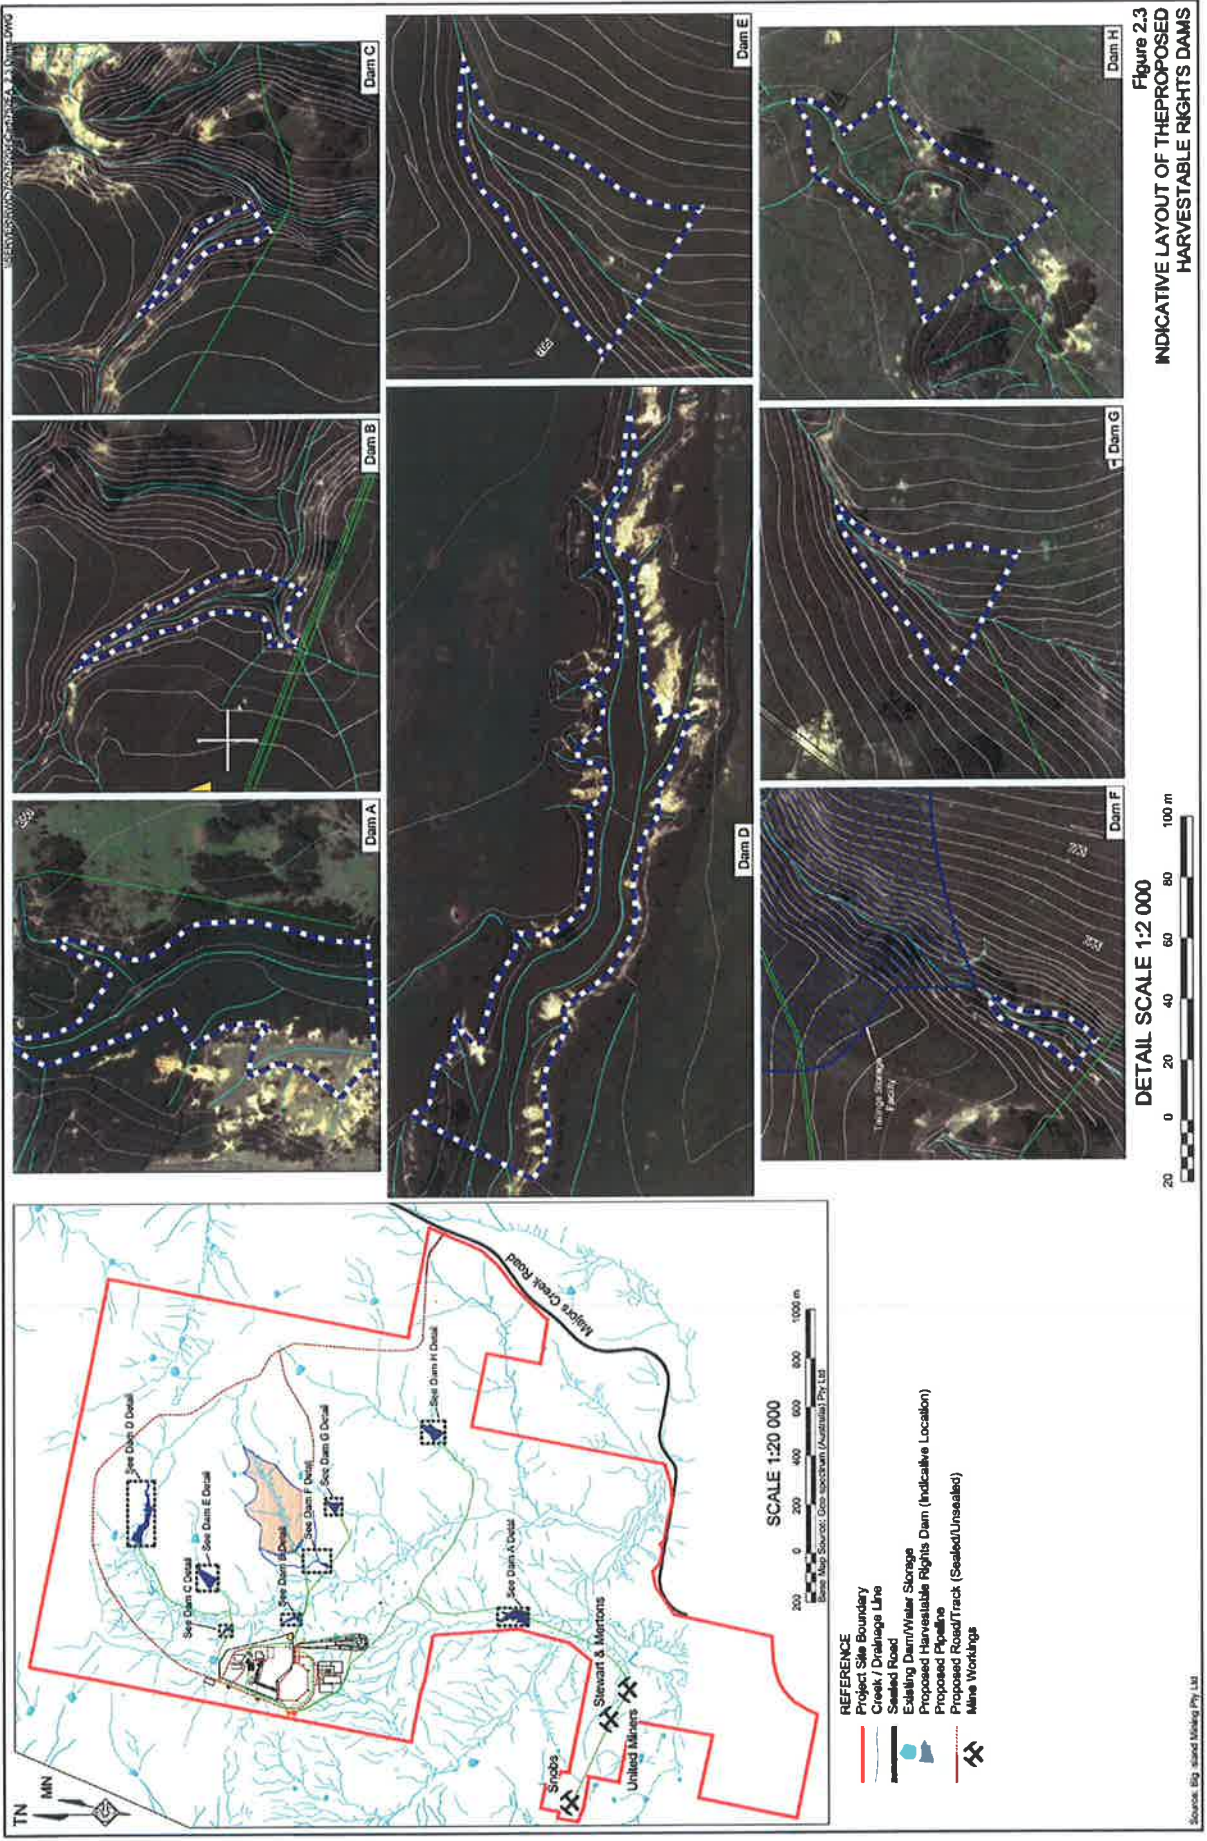 TN
MN
See Dam D Detail
See Dam E Detail
See Dam C Detail
See Dam B Detail
See Dam F Detail
See Dam G Detail
See Dam H Detail
See Dam A Detail
Majors Creek Road
Snobs
Stewart & Mertons
United Miners
SCALE 1:20 000
200 0 200 400 600 800 1000 m
Base Map Source: Geo-spectrum (Australia) Pty Ltd
REFERENCE
Project Site Boundary
Creek / Drainage Line
Sealed Road
Existing Dam/Water Storage
Proposed Harvestable Rights Dam (Indicative Location)
Proposed Pipeline
Proposed Road/Track (Sealed/Unsealed)
Mine Workings
Dam A
Dam B
Dam C
Dam D
Dam E
Dam F
Tailings Storage
Facility
Dam G
Dam H
DETAIL SCALE 1:2 000
20 0 20 40 60 80 100 m
Figure 2.3
INDICATIVE LAYOUT OF THEPROPOSED
HARVESTABLE RIGHTS DAMS
Source: Big Island Mining Pty Ltd